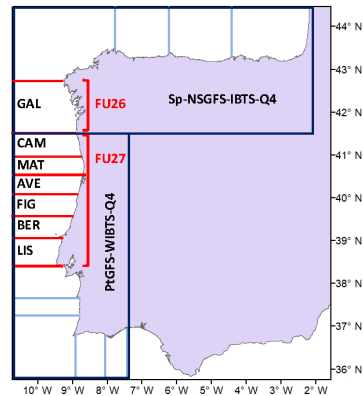 44° N
43° N
42° N
41° N
40° N
39° N
38° N
37° N
36° N
GAL
FU26
Sp-NSGFS-IBTS-Q4
CAM
FU27
MAT
AVE
FIG
BER
LIS
PtGFS-WIBTS-Q4
10° W 9° W 8° W 7° W 6° W 5° W 4° W 3° W 2° W